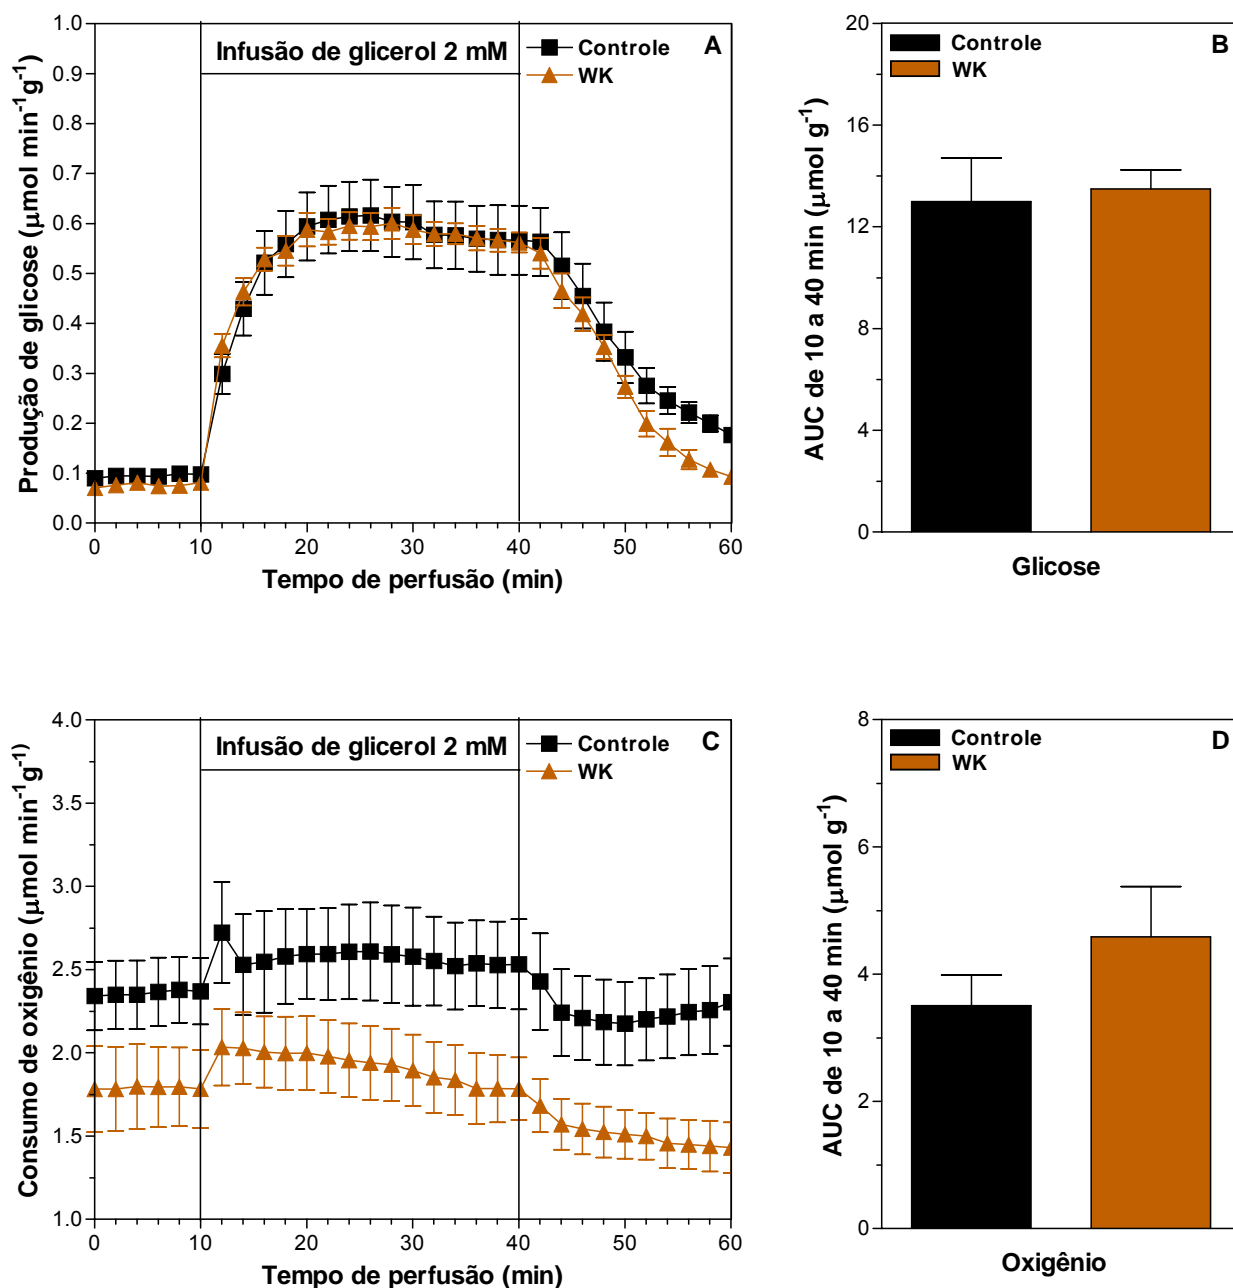 Infusão de glicerol 2 mM
Controle
WK
A
Produção de glicose (μmol min⁻¹g⁻¹)
1.0
0.9
0.8
0.7
0.6
0.5
0.4
0.3
0.2
0.1
0.0
0 10 20 30 40 50 60
Tempo de perfusão (min)
Controle
WK
B
AUC de 10 a 40 min (μmol g⁻¹)
20
16
12
8
4
0
Glicose
Infusão de glicerol 2 mM
Controle
WK
C
Consumo de oxigênio (μmol min⁻¹g⁻¹)
4.0
3.5
3.0
2.5
2.0
1.5
1.0
0 10 20 30 40 50 60
Tempo de perfusão (min)
Controle
WK
D
AUC de 10 a 40 min (μmol g⁻¹)
8
6
4
2
0
Oxigênio